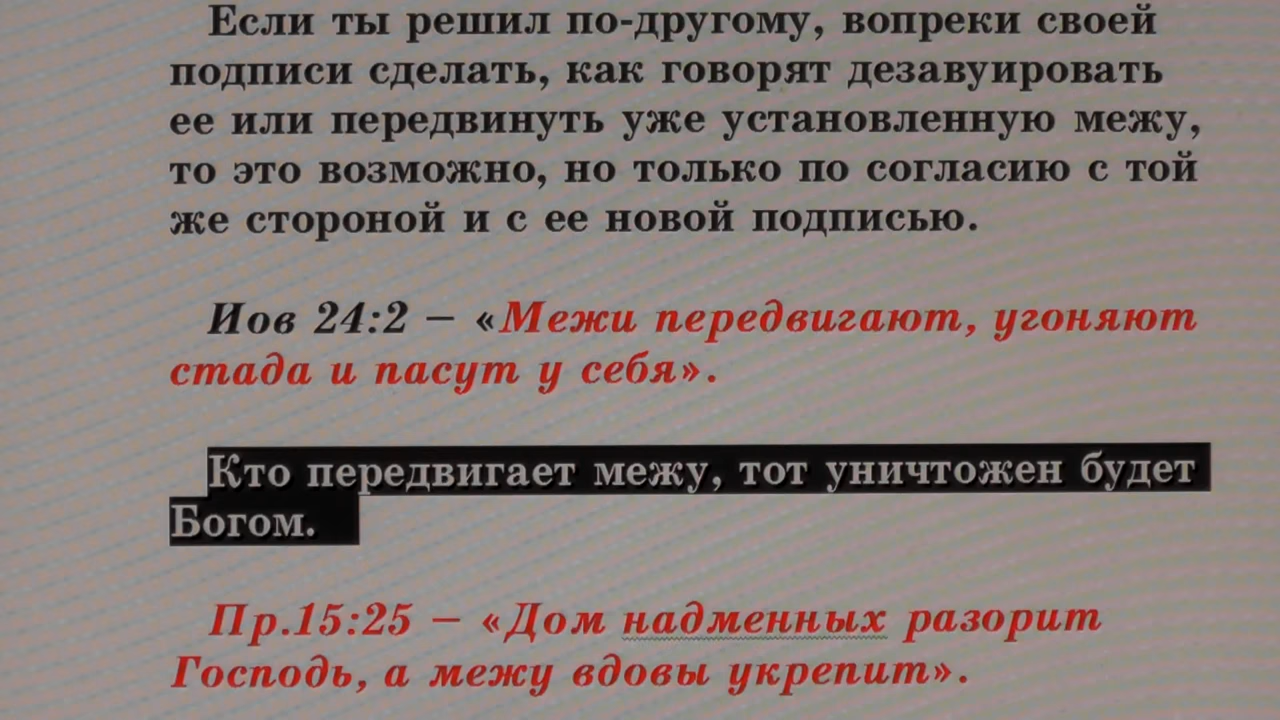 Если ты решил по-другому, вопреки своей
подписи сделать, как говорят дезавуировать
ее или передвинуть уже установленную межу,
то это возможно, но только по согласию с той
же стороной и с ее новой подписью.
Иов 24:2 – «Межи передвигают, угоняют
стада и пасут у себя».
Кто передвигает межу, тот уничтожен будет
Богом.
Пр.15:25 – «Дом надменных разорит
Господь, а межу вдовы укрепит».